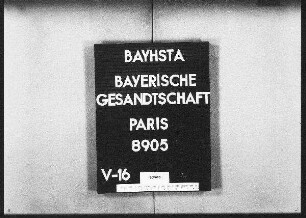 BAYHSTA
BAYERISCHE
GESANDTSCHAFT
PARIS
8905
V-16